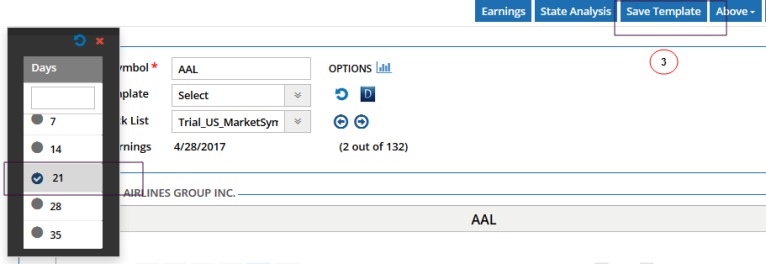 Earnings State Analysis Save Template Above
3
Days
ymbol * AAL OPTIONS
mplate Select D
7
k List Trial_US_MarketSyn
14
rnings 4/28/2017 (2 out of 132)
21
AIRLINES GROUP INC.
28
AAL
35